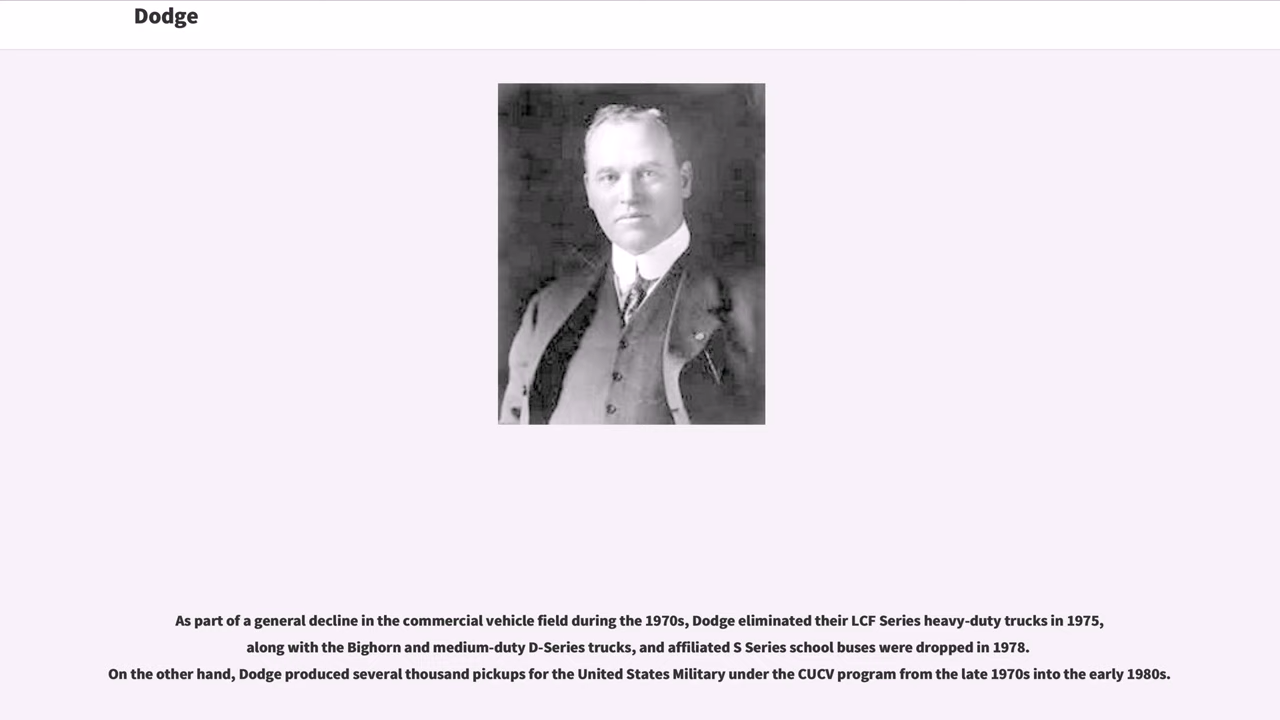 Dodge
As part of a general decline in the commercial vehicle field during the 1970s, Dodge eliminated their LCF Series heavy-duty trucks in 1975,
along with the Bighorn and medium-duty D-Series trucks, and affiliated S Series school buses were dropped in 1978.
On the other hand, Dodge produced several thousand pickups for the United States Military under the CUCV program from the late 1970s into the early 1980s.